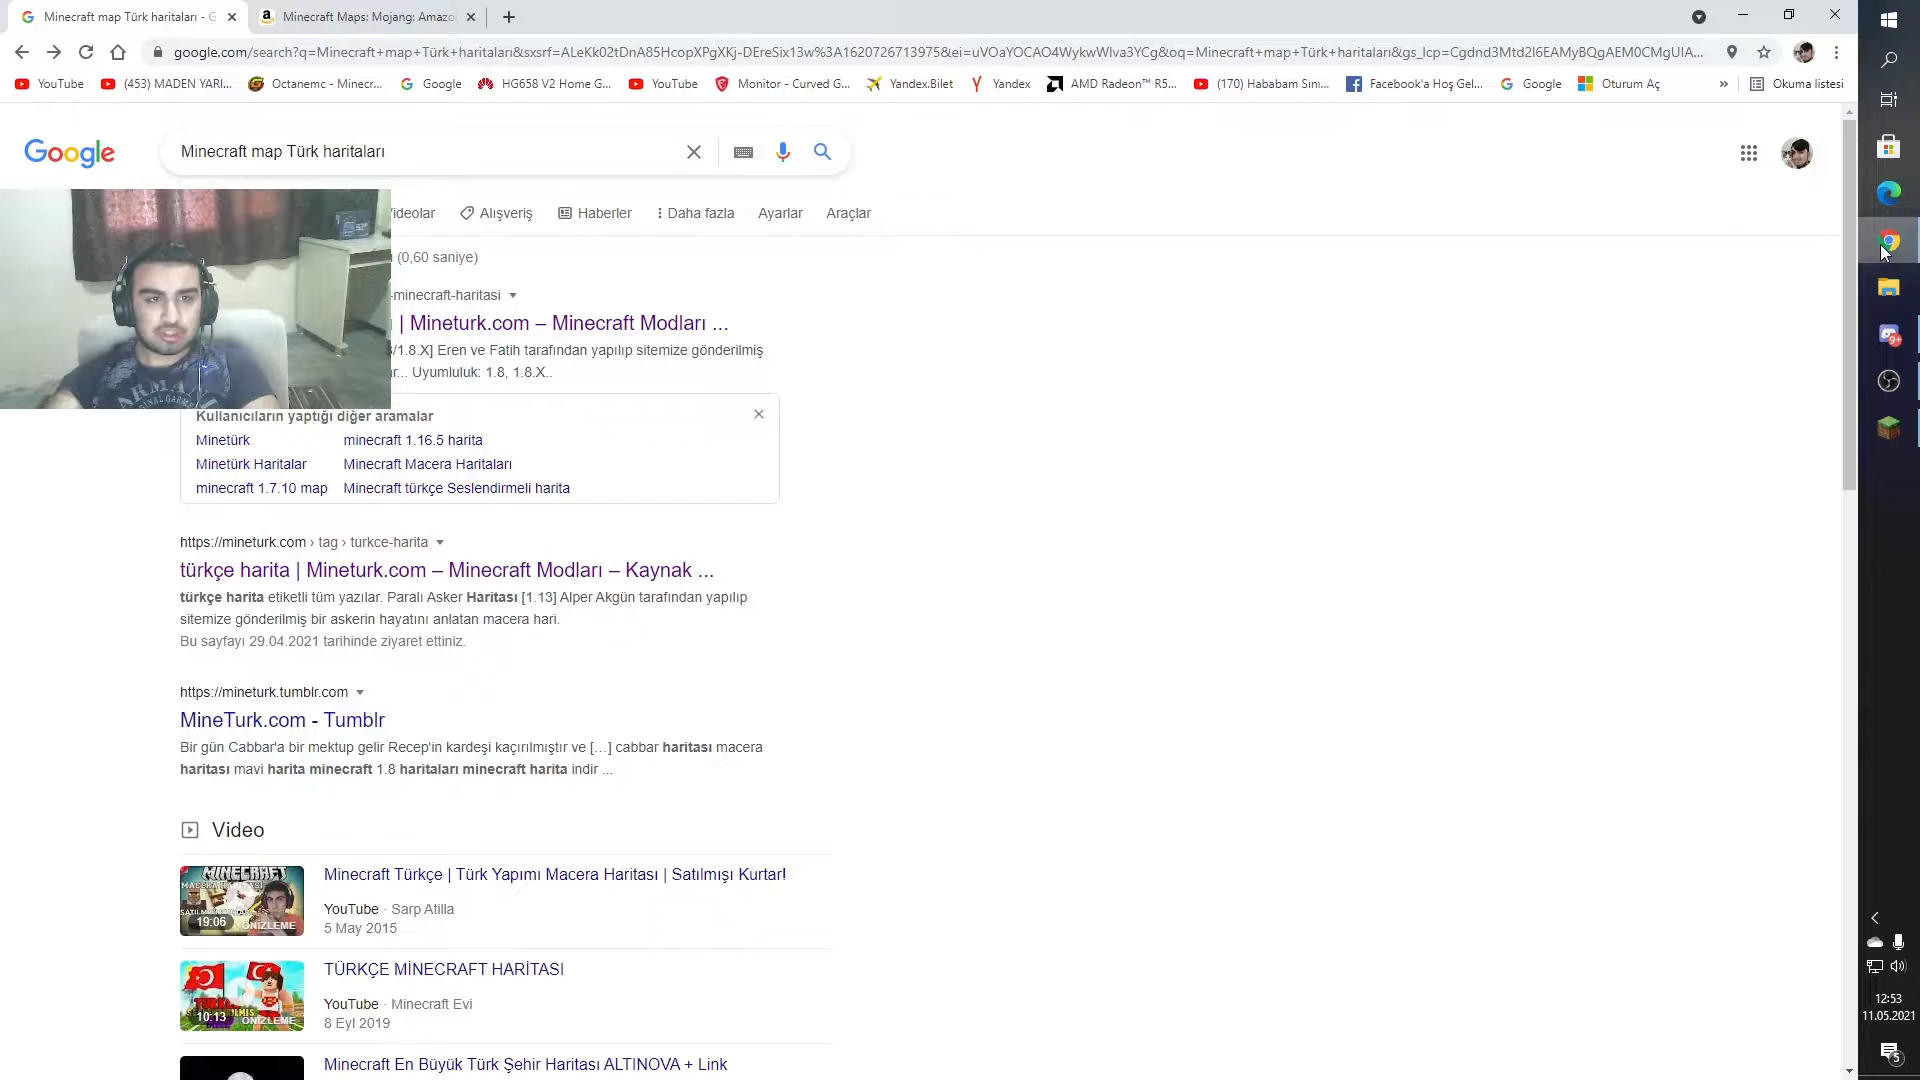 Minecraft map Türk haritaları - G
Minecraft Maps: Mojang: Amazo
google.com/search?q=Minecraft+map+Türk+haritaları&sxsrf=ALeKk02tDnA85HcopXPgXKj-DEreSix13w%3A1620726713975&ei=uVOaYOCAO4WykwWlva3YCg&oq=Minecraft+map+Türk+haritaları&gs_lcp=Cgdnd3Mtd2l6EAMyBQgAEM0CMgUIA...
YouTube
(453) MADEN YARI...
Octanemc - Minecr...
Google
HG658 V2 Home G...
YouTube
Monitor - Curved G...
Yandex.Bilet
Yandex
AMD Radeon™ R5...
(170) Hababam Sını...
Facebook'a Hoş Gel...
Google
Oturum Aç
»
Okuma listesi
Google
Minecraft map Türk haritaları
ideolar
Alışveriş
Haberler
Daha fazla
Ayarlar
Araçlar
(0,60 saniye)
-minecraft-haritasi
| Mineturk.com – Minecraft Modları ...
/1.8.X] Eren ve Fatih tarafından yapılıp sitemize gönderilmiş
r... Uyumluluk: 1.8, 1.8.X..
Kullanıcıların yaptığı diğer aramalar
Minetürk
minecraft 1.16.5 harita
Minetürk Haritalar
Minecraft Macera Haritaları
minecraft 1.7.10 map
Minecraft türkçe Seslendirmeli harita
https://mineturk.com › tag › turkce-harita
türkçe harita | Mineturk.com – Minecraft Modları – Kaynak ...
türkçe harita etiketli tüm yazılar. Paralı Asker Haritası [1.13] Alper Akgün tarafından yapılıp
sitemize gönderilmiş bir askerin hayatını anlatan macera hari.
Bu sayfayı 29.04.2021 tarihinde ziyaret ettiniz.
https://mineturk.tumblr.com
MineTurk.com - Tumblr
Bir gün Cabbar'a bir mektup gelir Recep'in kardeşi kaçırılmıştır ve [...] cabbar haritası macera
haritası mavi harita minecraft 1.8 haritaları minecraft harita indir ...
Video
MINECRAFT
MACERA HARİTASI
19:06
ÖNİZLEME
Minecraft Türkçe | Türk Yapımı Macera Haritası | Satılmışı Kurtar!
YouTube · Sarp Atilla
5 May 2015
10:13
ÖNİZLEME
TÜRKÇE MİNECRAFT HARİTASI
YouTube · Minecraft Evi
8 Eyl 2019
Minecraft En Büyük Türk Şehir Haritası ALTINOVA + Link
9+
12:53
11.05.2021
5